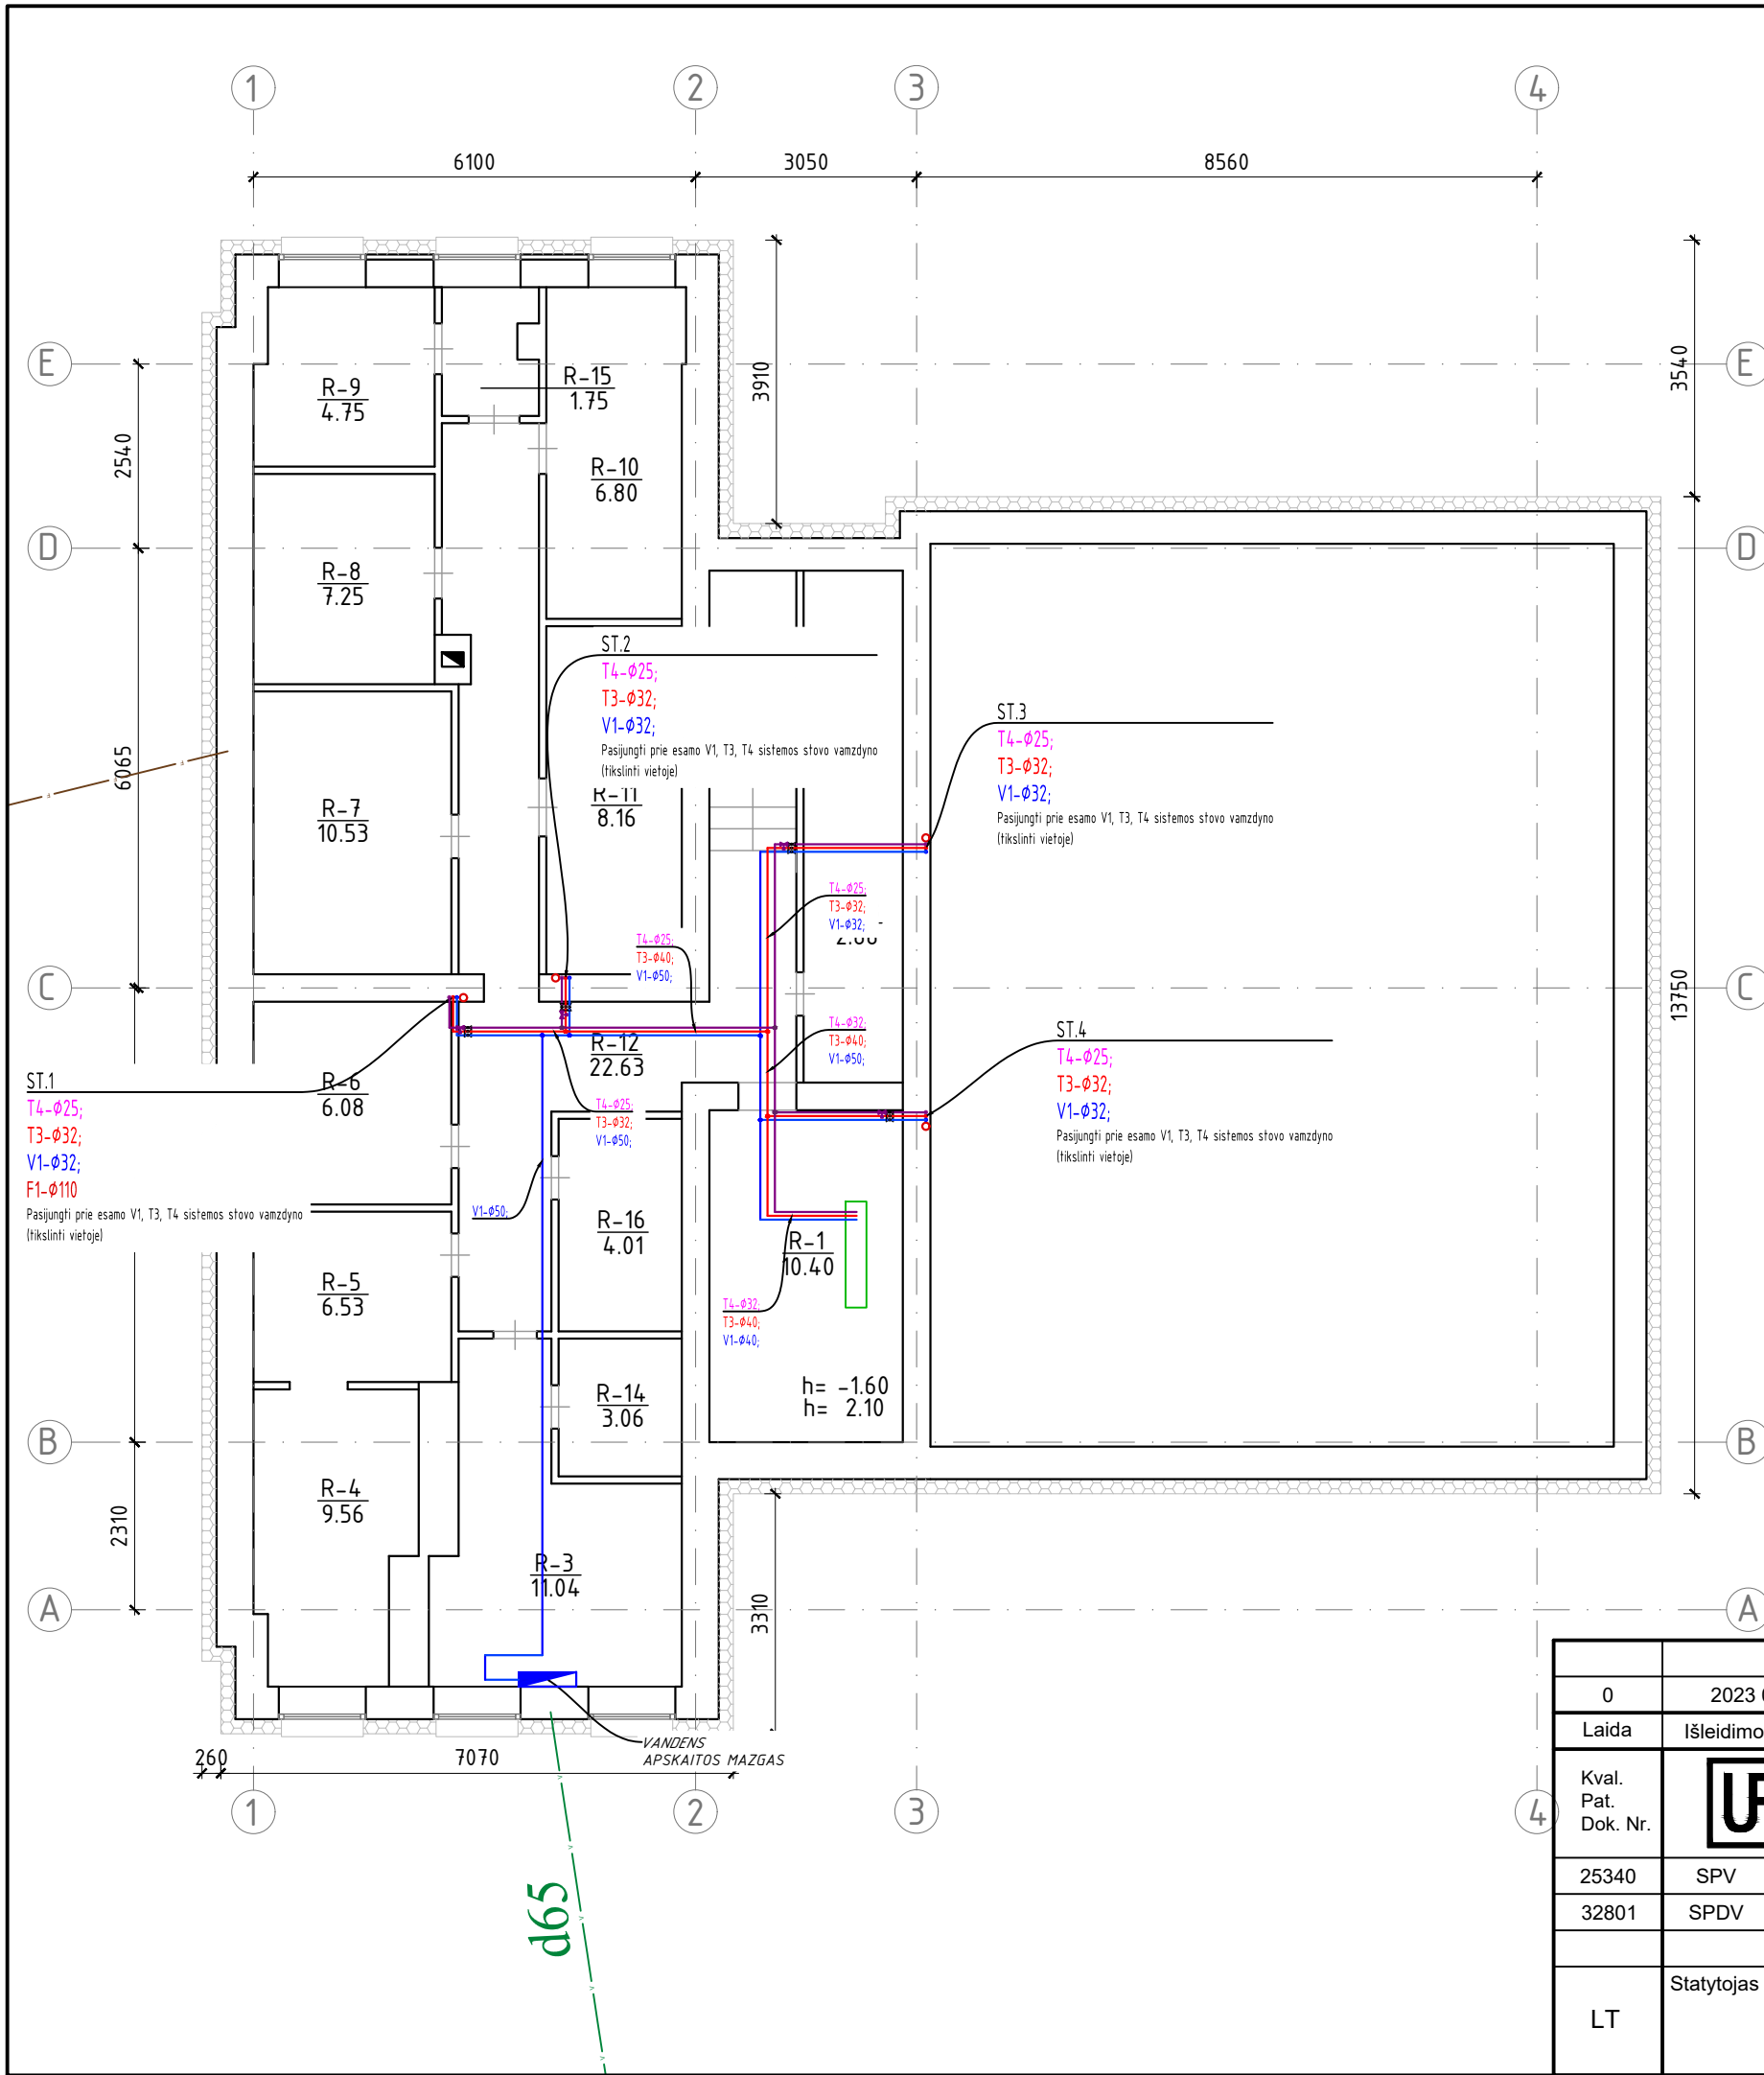 1
2
3
4
6100
3050
8560
E
E
R-9
4.75
R-15
1.75
3910
3540
2540
R-10
6.80
D
D
R-8
7.25
ST.2
T4-Ø25;
T3-Ø32;
V1-Ø32;
Pasijungti prie esamo V1, T3, T4 sistemos stovo vamzdyno
(tikslinti vietoje)
ST.3
T4-Ø25;
T3-Ø32;
V1-Ø32;
Pasijungti prie esamo V1, T3, T4 sistemos stovo vamzdyno
(tikslinti vietoje)
6065
R-7
10.53
R-11
8.16
T4-Ø25;
T3-Ø32;
V1-Ø32;
2.66
T4-Ø25;
T3-Ø40;
V1-Ø50;
C
C
13750
T4-Ø32;
T3-Ø40;
V1-Ø50;
ST.4
T4-Ø25;
T3-Ø32;
V1-Ø32;
Pasijungti prie esamo V1, T3, T4 sistemos stovo vamzdyno
(tikslinti vietoje)
R-12
22.63
ST.1
T4-Ø25;
T3-Ø32;
V1-Ø32;
F1-Ø110
Pasijungti prie esamo V1, T3, T4 sistemos stovo vamzdyno
(tikslinti vietoje)
R-6
6.08
T4-Ø25;
T3-Ø32;
V1-Ø50;
V1-Ø50;
R-16
4.01
R-1
10.40
R-5
6.53
T4-Ø32;
T3-Ø40;
V1-Ø40;
h= -1.60
h= 2.10
R-14
3.06
B
B
R-4
9.56
2310
R-3
11.04
3310
A
A
VANDENS
APSKAITOS MAZGAS
260
7070
1
2
3
4
d65
0
2023
Laida
Išleidimo
Kval.
Pat.
Dok. Nr.
25340
SPV
32801
SPDV
LT
Statytojas